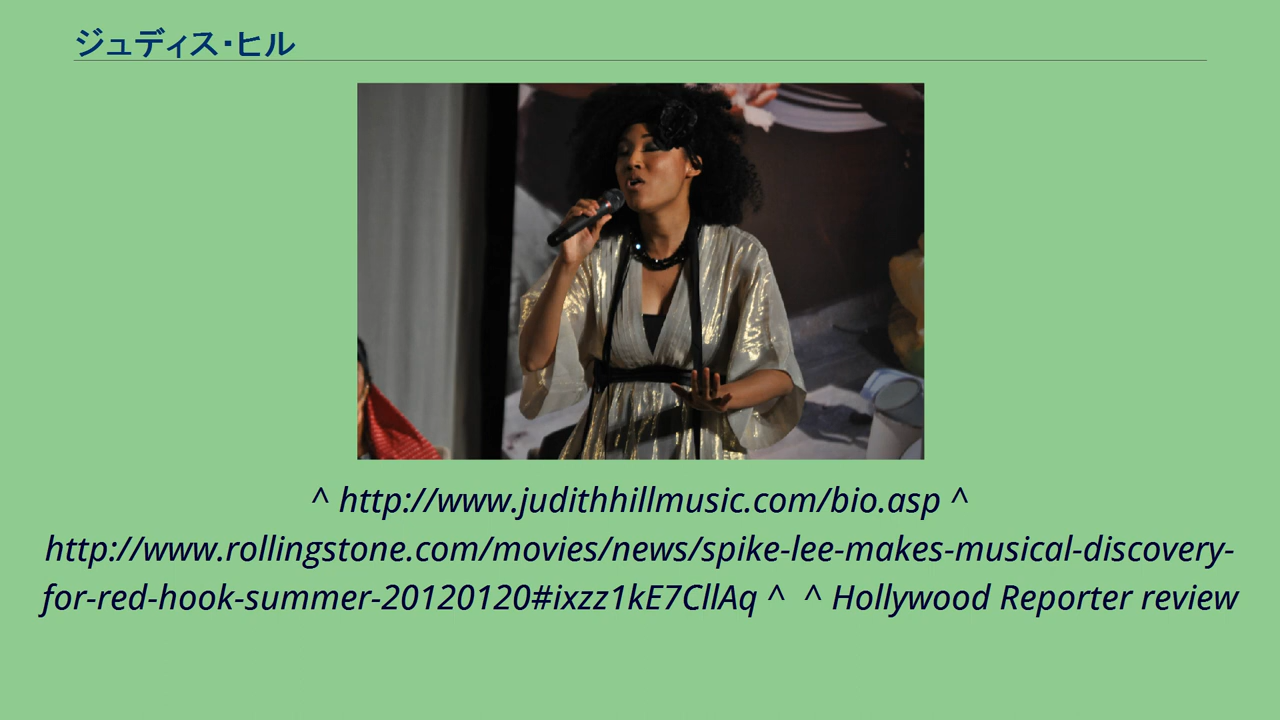 ジュディス・ヒル
^ http://www.judithhillmusic.com/bio.asp ^
http://www.rollingstone.com/movies/news/spike-lee-makes-musical-discovery-
for-red-hook-summer-20120120#ixzz1kE7CllAq ^ ^ Hollywood Reporter review